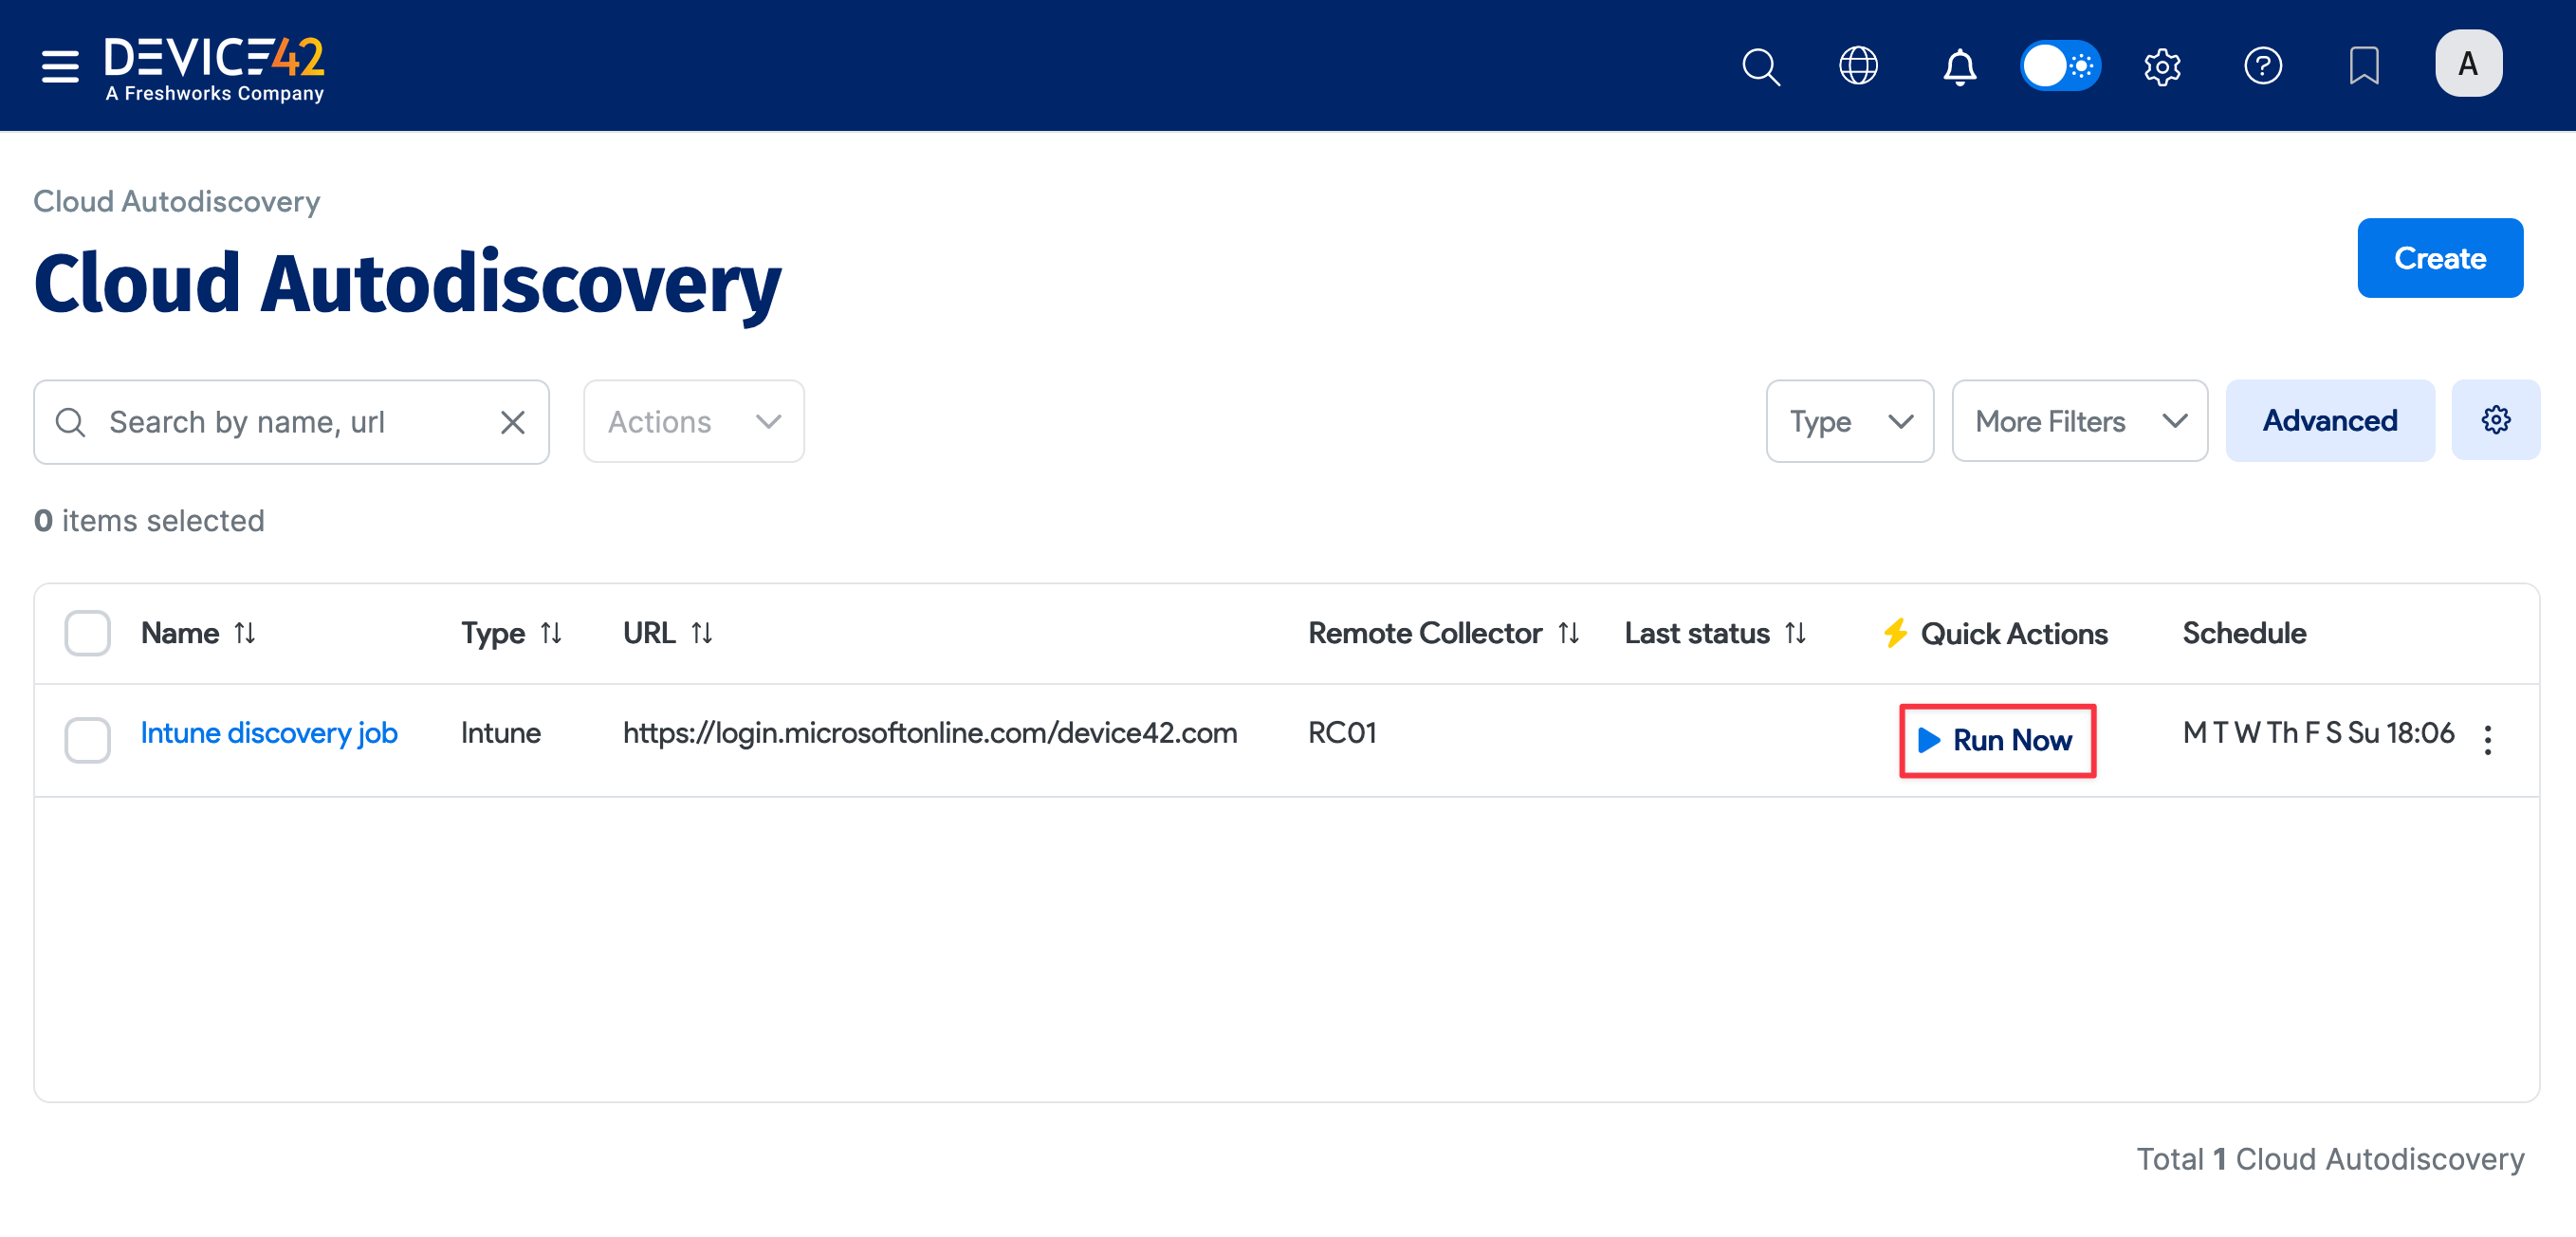 DEVICE42
A Freshworks Company
A
Cloud Autodiscovery
Cloud Autodiscovery
Create
Search by name, url
Actions
Type
More Filters
Advanced
0 items selected
Name Type URL Remote Collector Last status Quick Actions Schedule
Intune discovery job Intune https://login.microsoftonline.com/device42.com RC01 Run Now M T W Th F S Su 18:06
Total 1 Cloud Autodiscovery